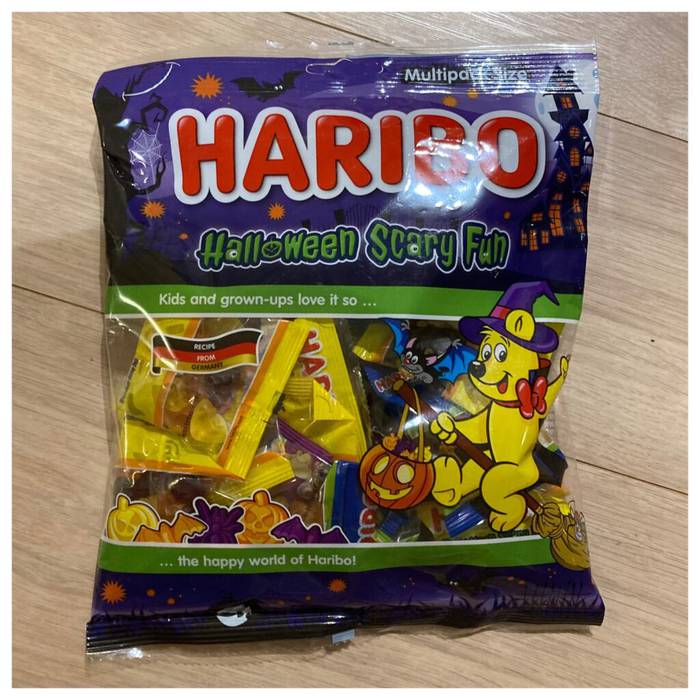 Multipack Size
HARIBO
Halloween Scary Fun
Kids and grown-ups love it so ...
RECIPE
FROM
GERMANY
HAR
... the happy world of Haribo!